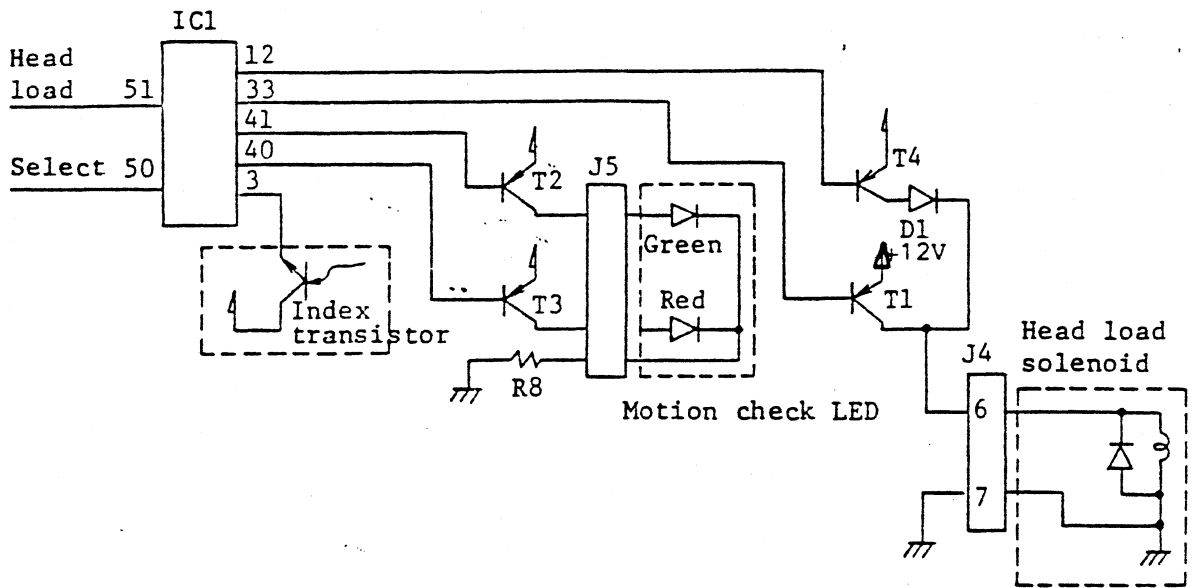 IC1
Head
load 51
Select 50
12
33
41
40
3
T2
J5
T4
D1
+12V
Green
T3
Red
T1
Index
transistor
R8
Motion check LED
J4
Head load
solenoid
6
7